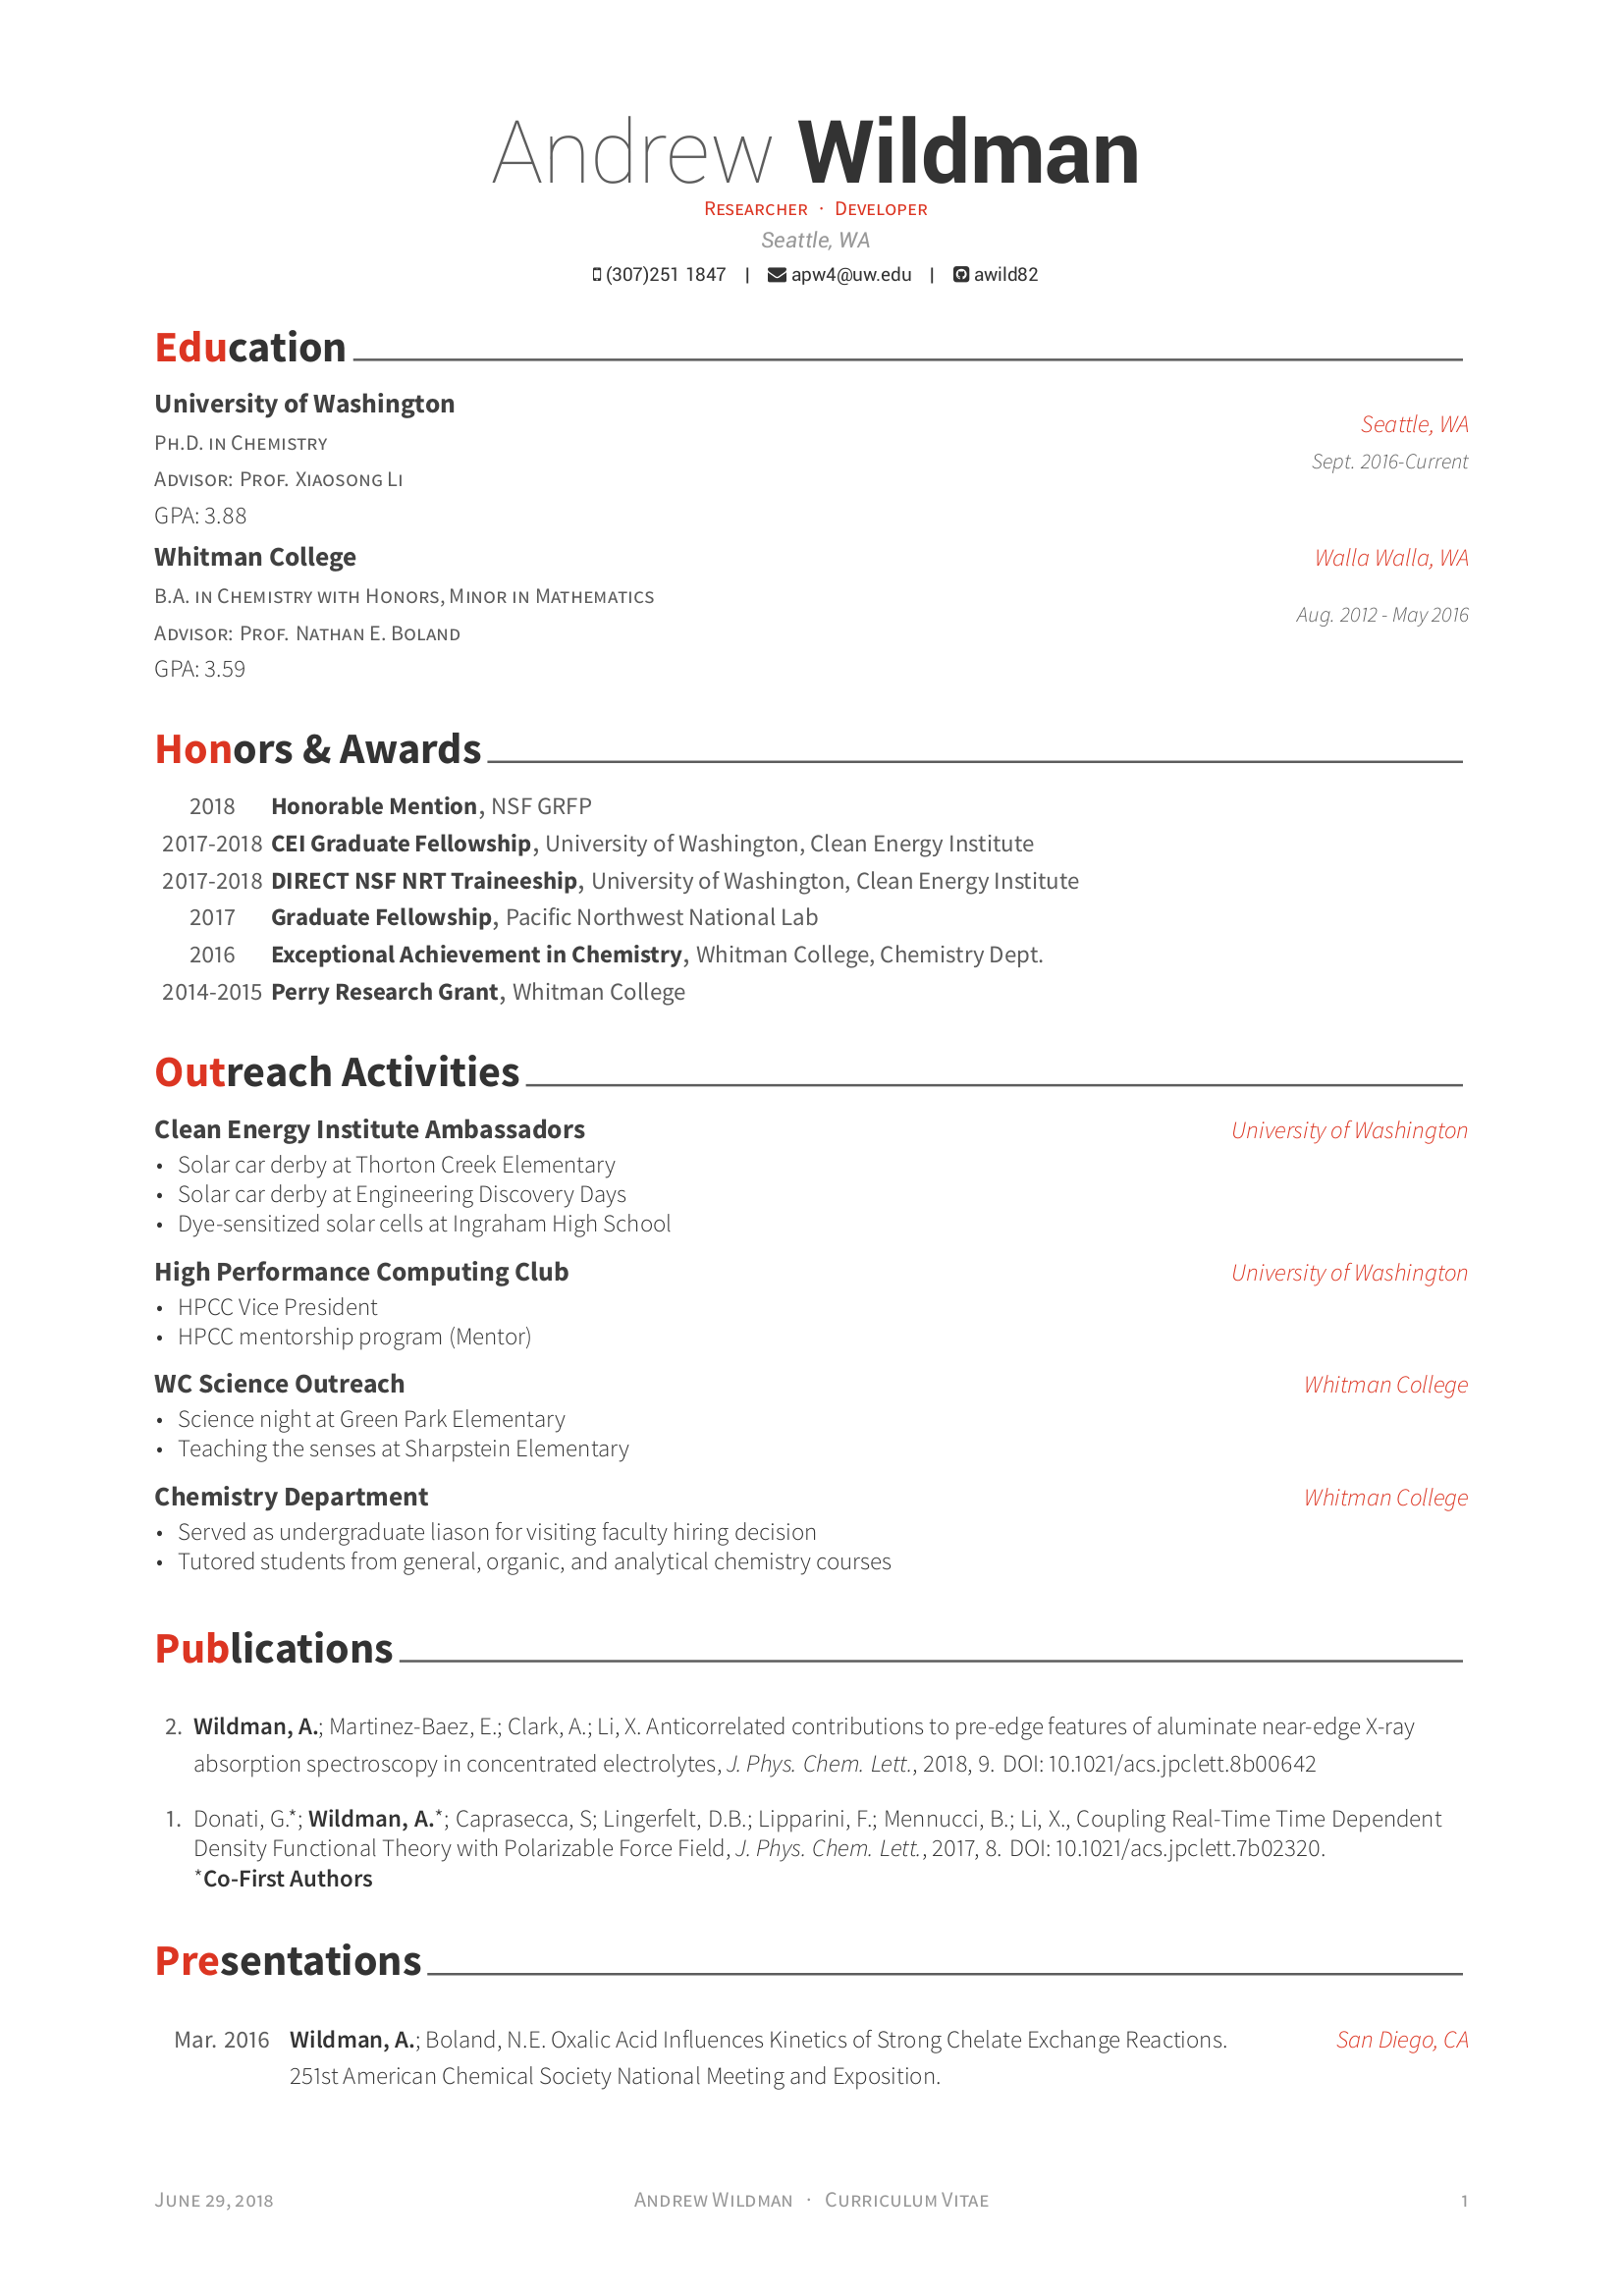 Andrew Wildman
Researcher · Developer
Seattle, WA
(307)251 1847 | apw4@uw.edu | awild82
Education
University of Washington
Seattle, WA
Ph.D. in Chemistry
Sept. 2016-Current
Advisor: Prof. Xiaosong Li
GPA: 3.88
Whitman College
Walla Walla, WA
B.A. in Chemistry with Honors, Minor in Mathematics
Aug. 2012 - May 2016
Advisor: Prof. Nathan E. Boland
GPA: 3.59
Honors & Awards
2018 Honorable Mention, NSF GRFP
2017-2018 CEI Graduate Fellowship, University of Washington, Clean Energy Institute
2017-2018 DIRECT NSF NRT Traineeship, University of Washington, Clean Energy Institute
2017 Graduate Fellowship, Pacific Northwest National Lab
2016 Exceptional Achievement in Chemistry, Whitman College, Chemistry Dept.
2014-2015 Perry Research Grant, Whitman College
Outreach Activities
Clean Energy Institute Ambassadors University of Washington
• Solar car derby at Thorton Creek Elementary
• Solar car derby at Engineering Discovery Days
• Dye-sensitized solar cells at Ingraham High School
High Performance Computing Club University of Washington
• HPCC Vice President
• HPCC mentorship program (Mentor)
WC Science Outreach Whitman College
• Science night at Green Park Elementary
• Teaching the senses at Sharpstein Elementary
Chemistry Department Whitman College
• Served as undergraduate liason for visiting faculty hiring decision
• Tutored students from general, organic, and analytical chemistry courses
Publications
2. Wildman, A.; Martinez-Baez, E.; Clark, A.; Li, X. Anticorrelated contributions to pre-edge features of aluminate near-edge X-ray
absorption spectroscopy in concentrated electrolytes, J. Phys. Chem. Lett., 2018, 9. DOI: 10.1021/acs.jpclett.8b00642
1. Donati, G.*; Wildman, A.*; Caprasecca, S; Lingerfelt, D.B.; Lipparini, F.; Mennucci, B.; Li, X., Coupling Real-Time Time Dependent
Density Functional Theory with Polarizable Force Field, J. Phys. Chem. Lett., 2017, 8. DOI: 10.1021/acs.jpclett.7b02320.
*Co-First Authors
Presentations
Mar. 2016 Wildman, A.; Boland, N.E. Oxalic Acid Influences Kinetics of Strong Chelate Exchange Reactions. San Diego, CA
251st American Chemical Society National Meeting and Exposition.
June 29, 2018 Andrew Wildman · Curriculum Vitae 1